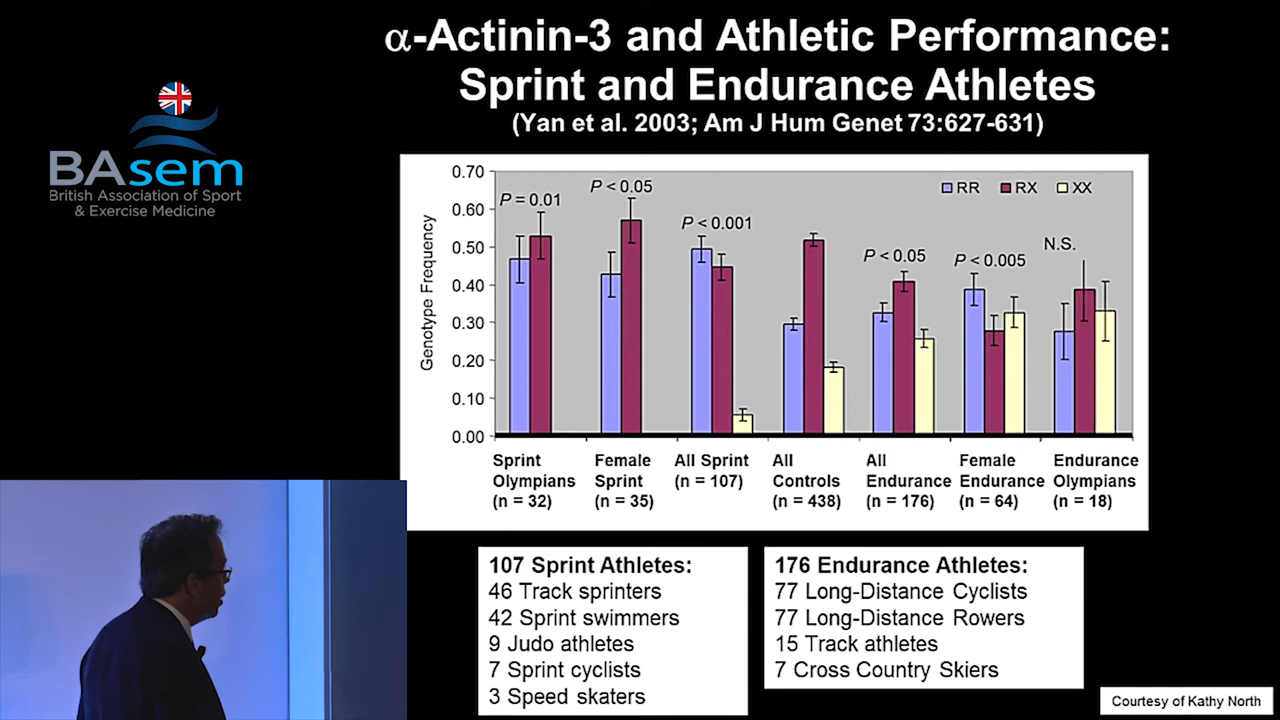 α-Actinin-3 and Athletic Performance:
Sprint and Endurance Athletes
(Yan et al. 2003; Am J Hum Genet 73:627-631)
BAsem
British Association of Sport
& Exercise Medicine
0.70
0.60
0.50
0.40
0.30
0.20
0.10
0.00
Genotype Frequency
RR RX XX
P = 0.01
P < 0.05
P < 0.001
P < 0.05
P < 0.005
N.S.
Sprint
Olympians
(n = 32)
Female
Sprint
(n = 35)
All Sprint
(n = 107)
All
Controls
(n = 438)
All
Endurance
(n = 176)
Female
Endurance
(n = 64)
Endurance
Olympians
(n = 18)
107 Sprint Athletes:
46 Track sprinters
42 Sprint swimmers
9 Judo athletes
7 Sprint cyclists
3 Speed skaters
176 Endurance Athletes:
77 Long-Distance Cyclists
77 Long-Distance Rowers
15 Track athletes
7 Cross Country Skiers
Courtesy of Kathy North